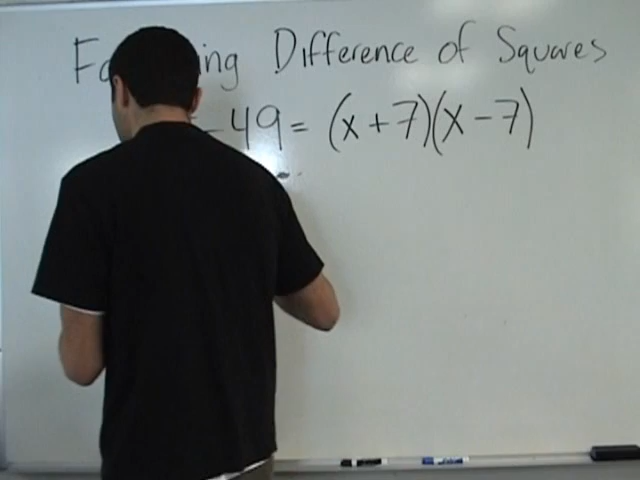 Fa ing Difference of Squares
- 49 = (x + 7)(x - 7)